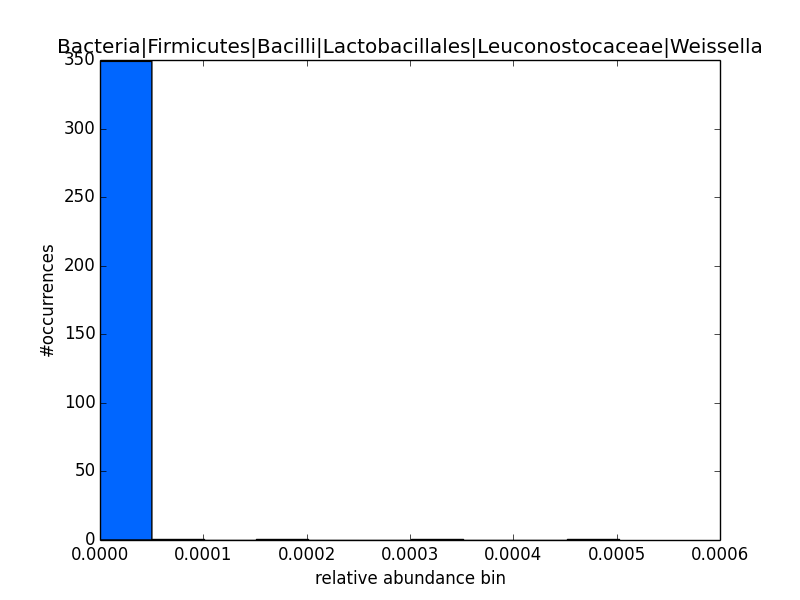 Bacteria|Firmicutes|Bacilli|Lactobacillales|Leuconostocaceae|Weissella
350
300
250
200
150
100
50
0
#occurrences
0.0000 0.0001 0.0002 0.0003 0.0004 0.0005 0.0006
relative abundance bin